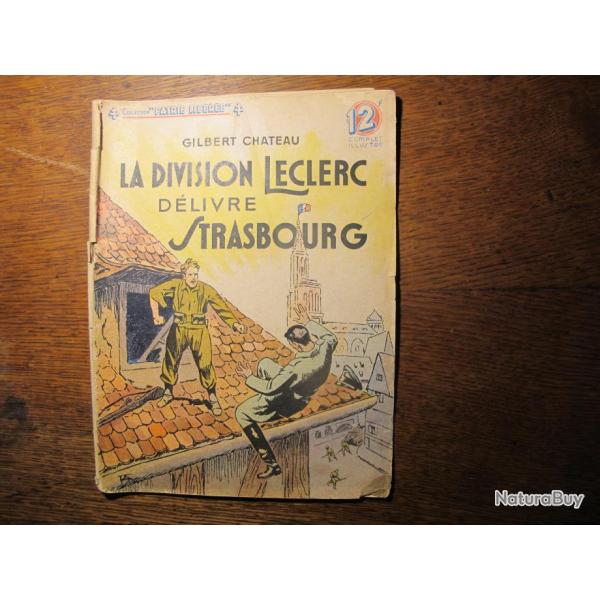 COLLECTION "PATRIE LIBÉRÉE"
12F
COMPLET
ILLUSTRÉ
GILBERT CHATEAU
LA DIVISION LECLERC
DÉLIVRE
STRASBOURG
NaturaBuy